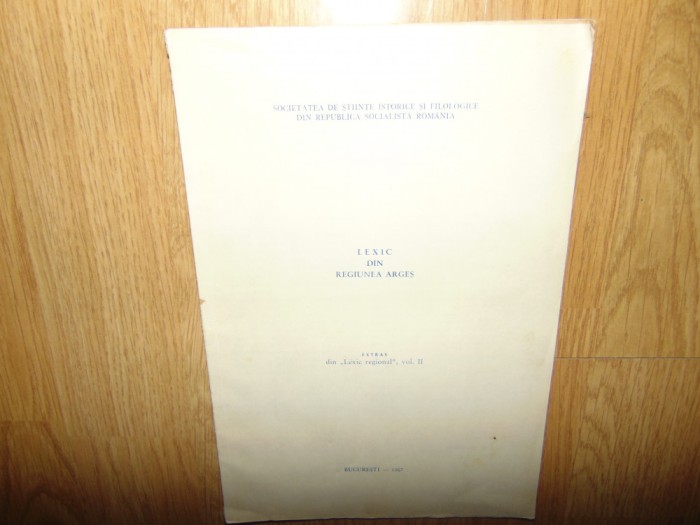 SOCIETATEA DE ȘTIINȚE ISTORICE ȘI FILOLOGICE
DIN REPUBLICA SOCIALISTĂ ROMÂNIA
LEXIC
DIN
REGIUNEA ARGEȘ
EXTRAS
din „Lexic regional", vol. II
BUCUREȘTI – 1967